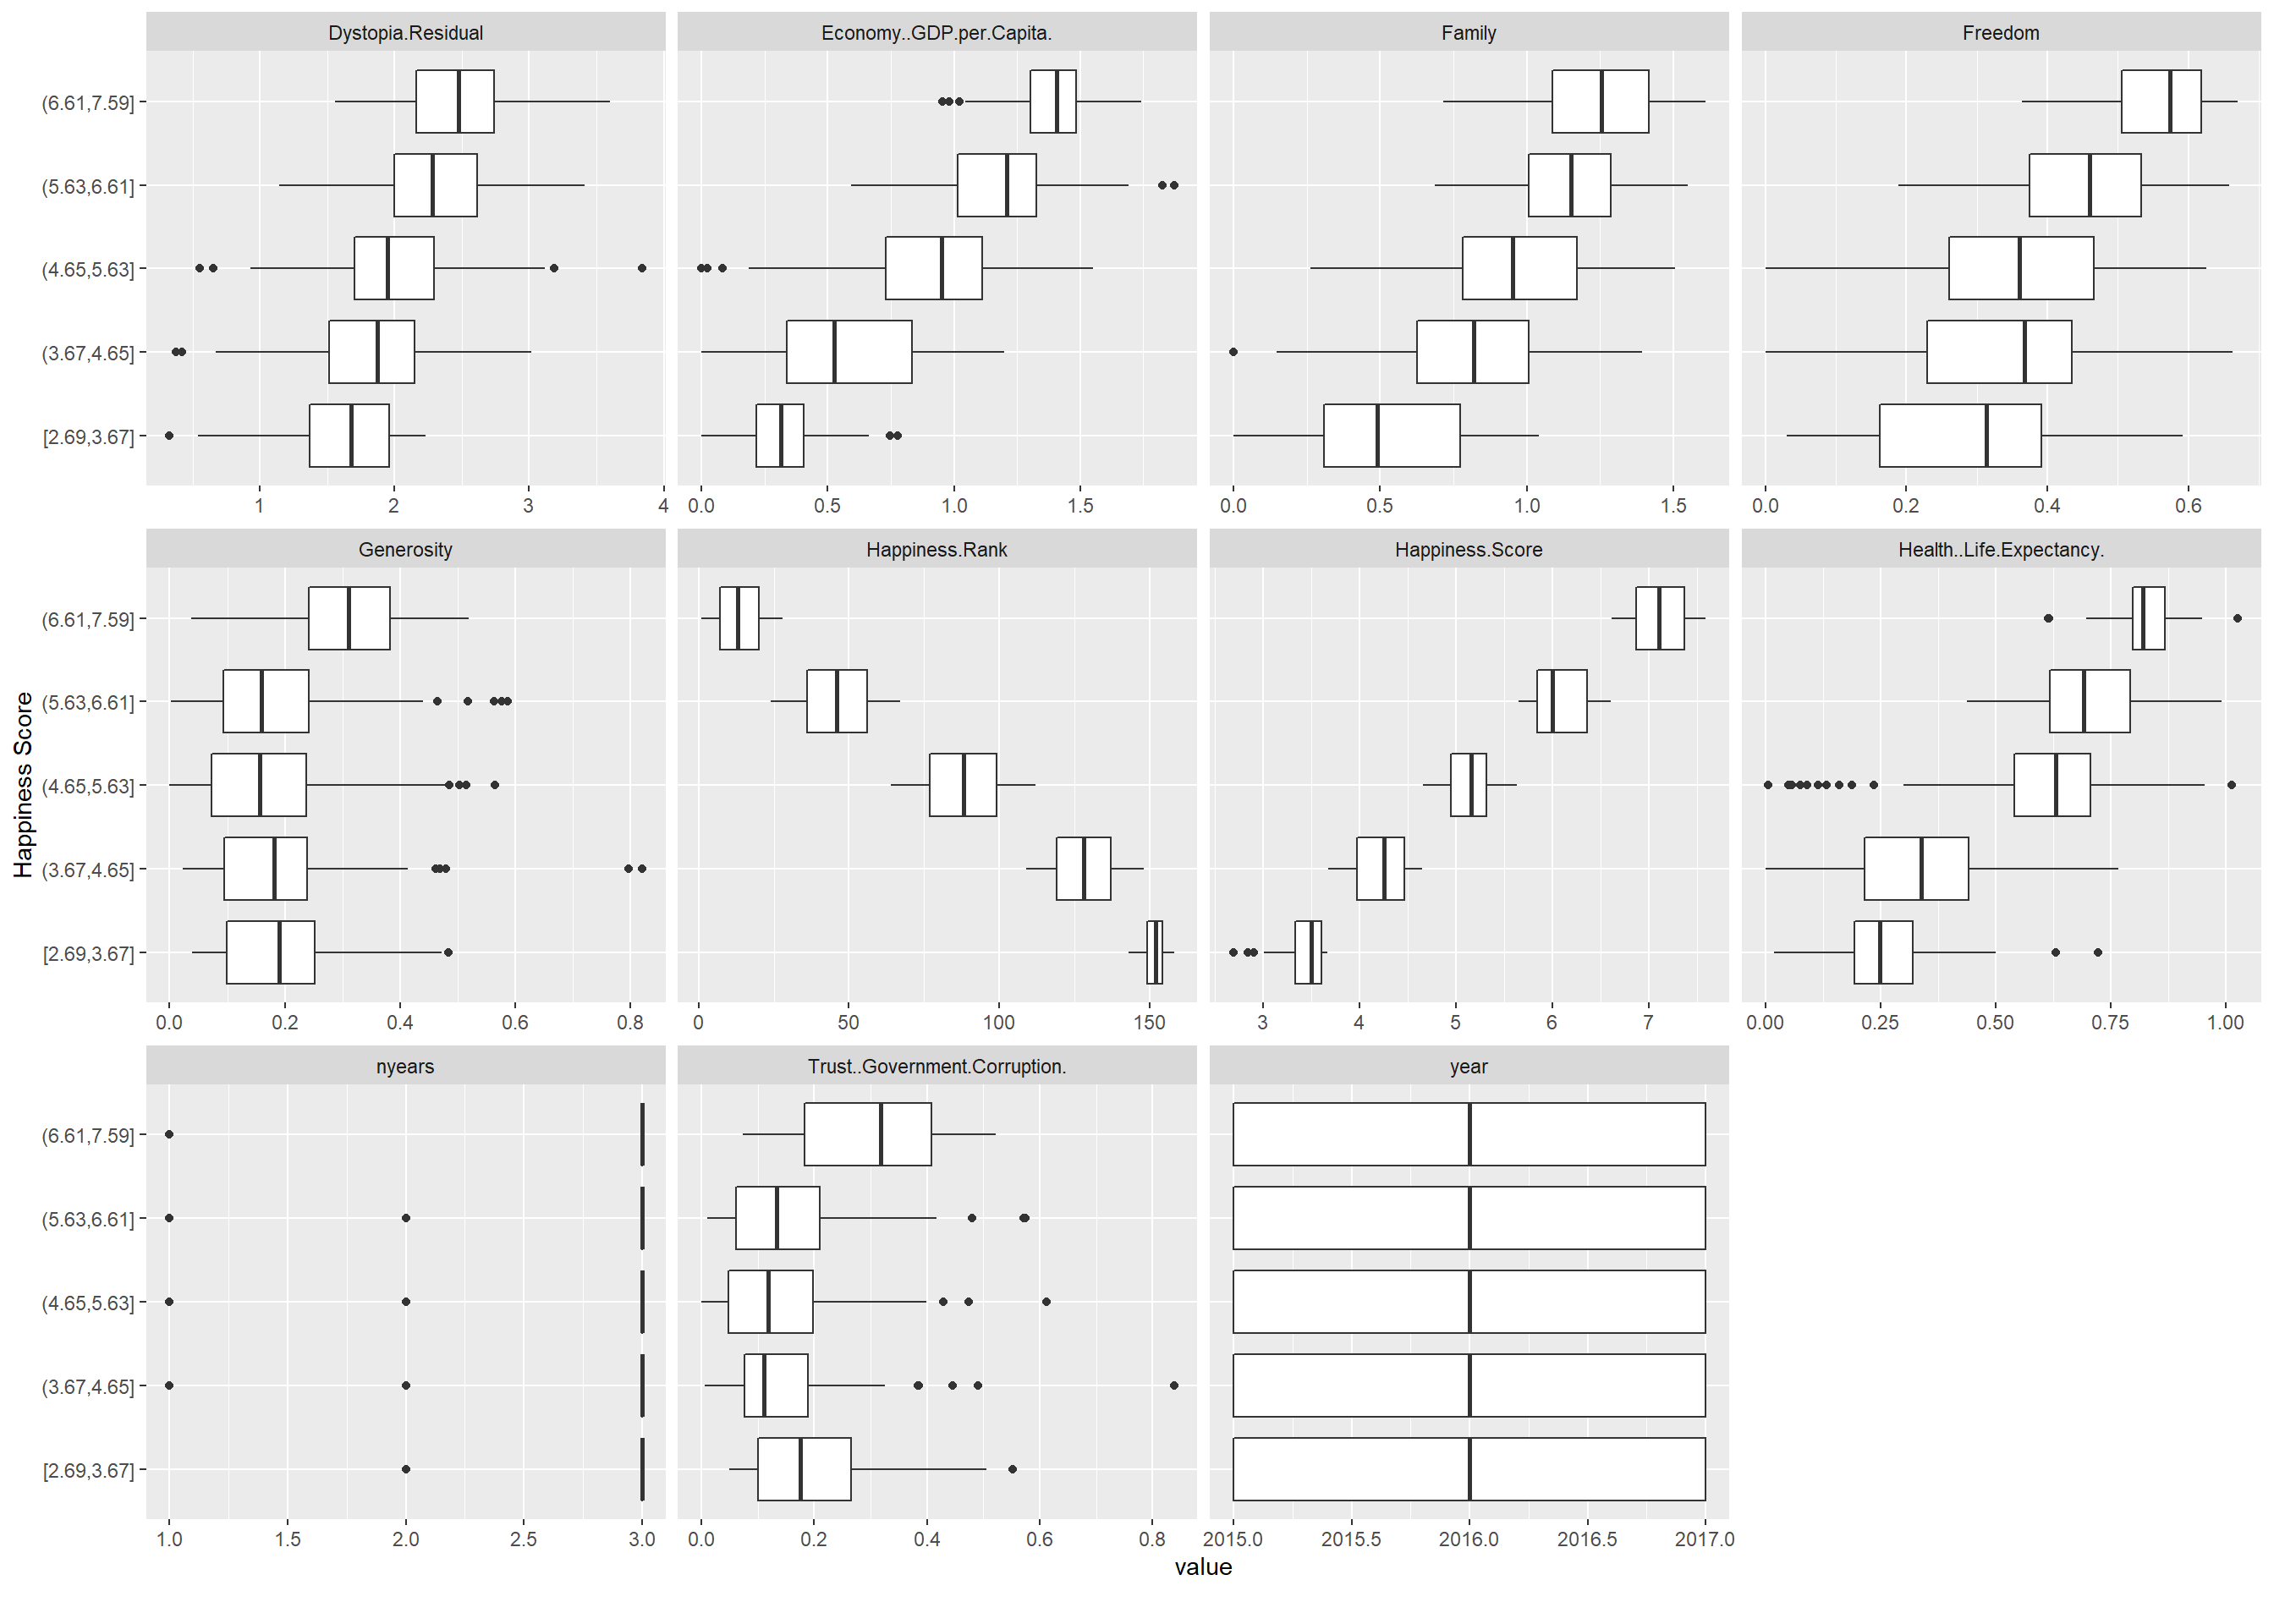 Dystopia.Residual Economy..GDP.per.Capita. Family Freedom
(6.61,7.59]
(5.63,6.61]
(4.65,5.63]
(3.67,4.65]
[2.69,3.67]
1 2 3 4 0.0 0.5 1.0 1.5 0.0 0.5 1.0 1.5 0.0 0.2 0.4 0.6
Generosity Happiness.Rank Happiness.Score Health..Life.Expectancy.
Happiness Score
(6.61,7.59]
(5.63,6.61]
(4.65,5.63]
(3.67,4.65]
[2.69,3.67]
0.0 0.2 0.4 0.6 0.8 0 50 100 150 3 4 5 6 7 0.00 0.25 0.50 0.75 1.00
nyears Trust..Government.Corruption. year
(6.61,7.59]
(5.63,6.61]
(4.65,5.63]
(3.67,4.65]
[2.69,3.67]
1.0 1.5 2.0 2.5 3.0 0.0 0.2 0.4 0.6 0.8 2015.0 2015.5 2016.0 2016.5 2017.0
value